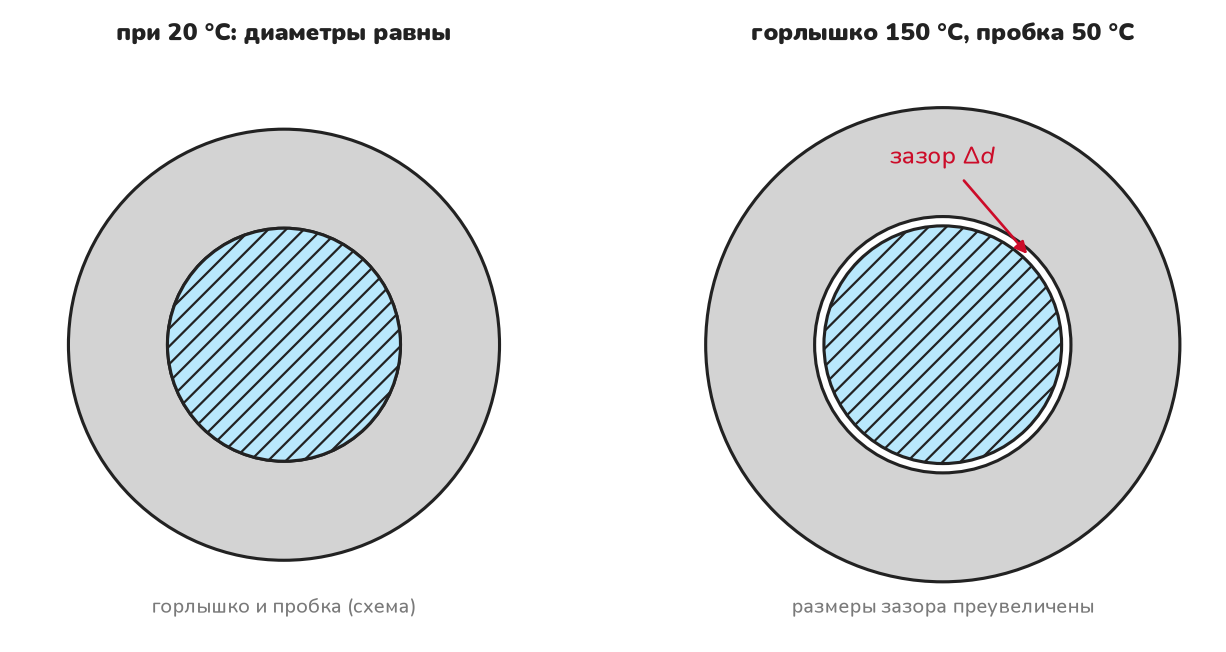 при 20 °C: диаметры равны
горлышко 150 °C, пробка 50 °C
зазор Δd
горлышко и пробка (схема)
размеры зазора преувеличены